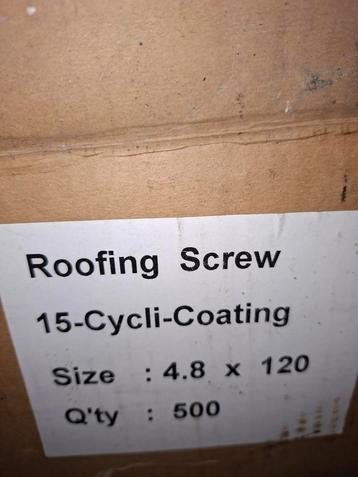 Roofing Screw
15-Cycli-Coating
Size : 4.8 x 120
Q'ty : 500